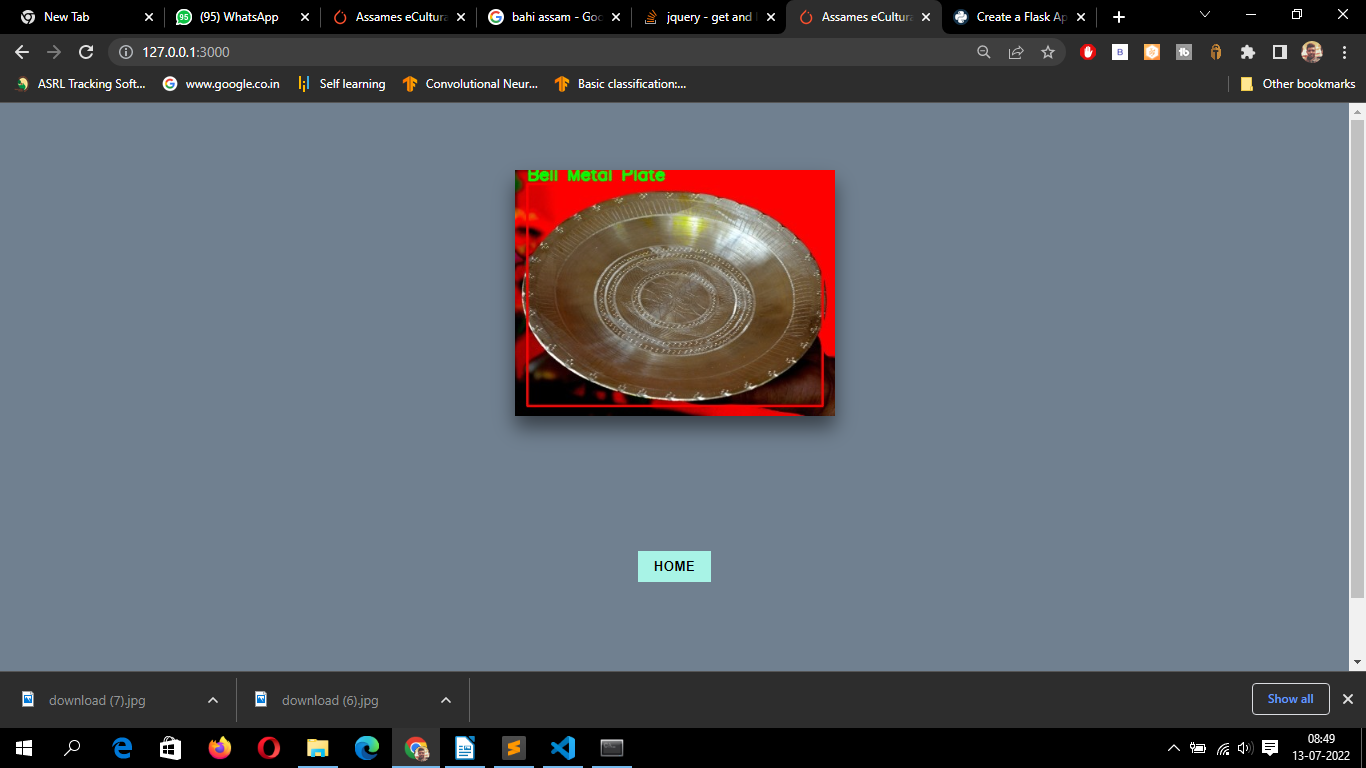 New Tab
(95) WhatsApp
Assames eCultura
bahi assam - Goo
jquery - get and
Assames eCultura
Create a Flask Ap
127.0.0.1:3000
ASRL Tracking Soft...
www.google.co.in
Self learning
Convolutional Neur...
Basic classification:...
Other bookmarks
Bell Metal Plate
HOME
download (7).jpg
download (6).jpg
Show all
08:49
13-07-2022